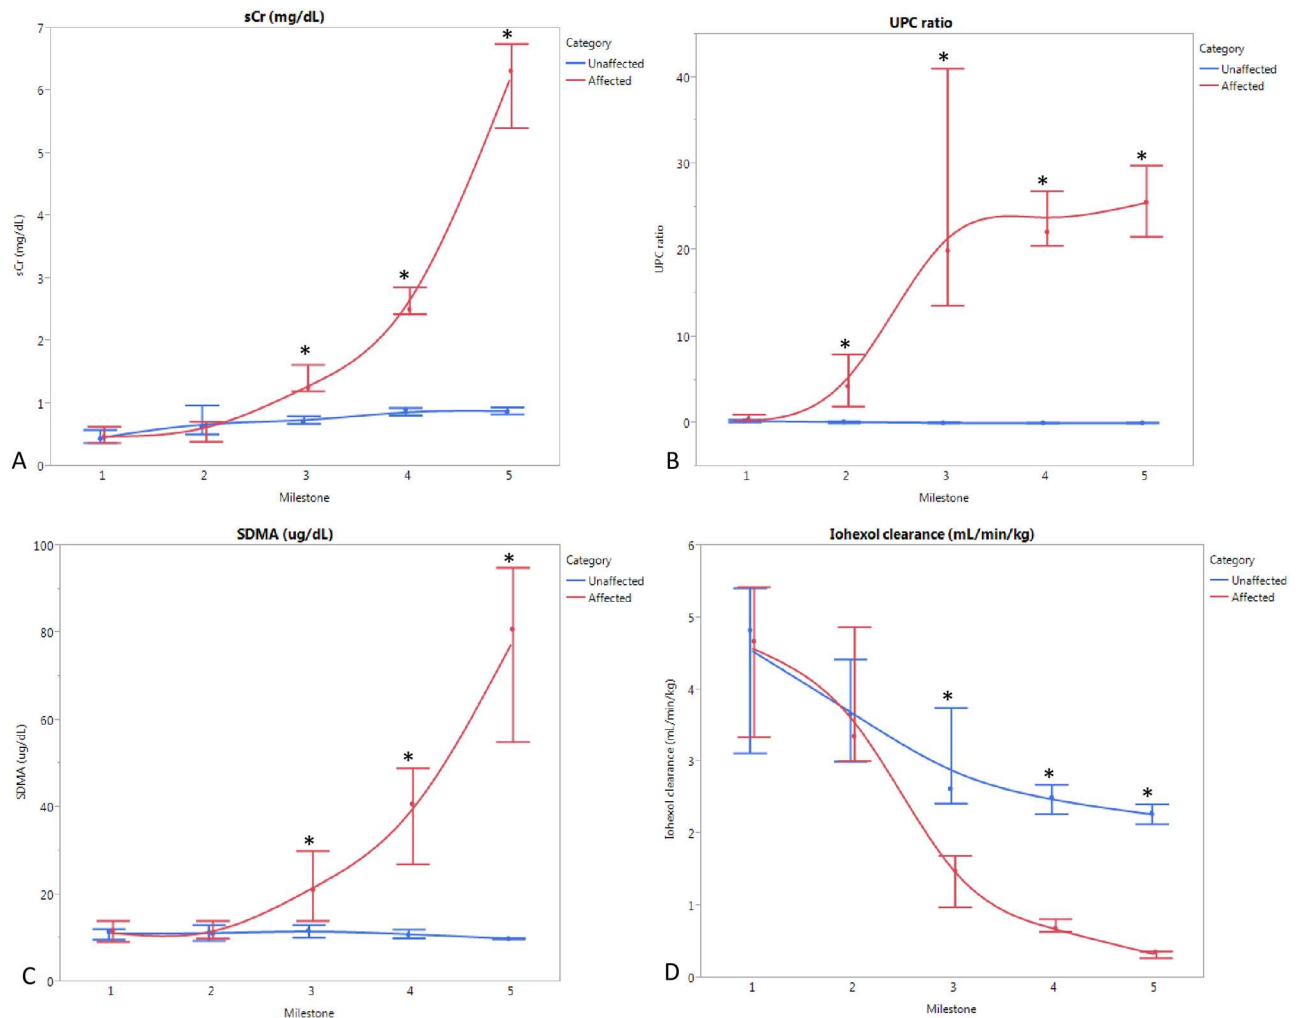 sCr (mg/dL)
7
6
5
4
3
2
1
0
sCr (mg/dL)
*
*
*
1 2 3 4 5
Milestone
Category
Unaffected
Affected
A
UPC ratio
40
30
20
10
0
UPC ratio
*
*
*
*
1 2 3 4 5
Milestone
Category
Unaffected
Affected
B
SDMA (ug/dL)
100
80
60
40
20
0
SDMA (ug/dL)
*
*
*
1 2 3 4 5
Milestone
Category
Unaffected
Affected
C
Iohexol clearance (mL/min/kg)
6
5
4
3
2
1
0
Iohexol clearance (mL/min/kg)
*
*
*
1 2 3 4 5
Milestone
Category
Unaffected
Affected
D